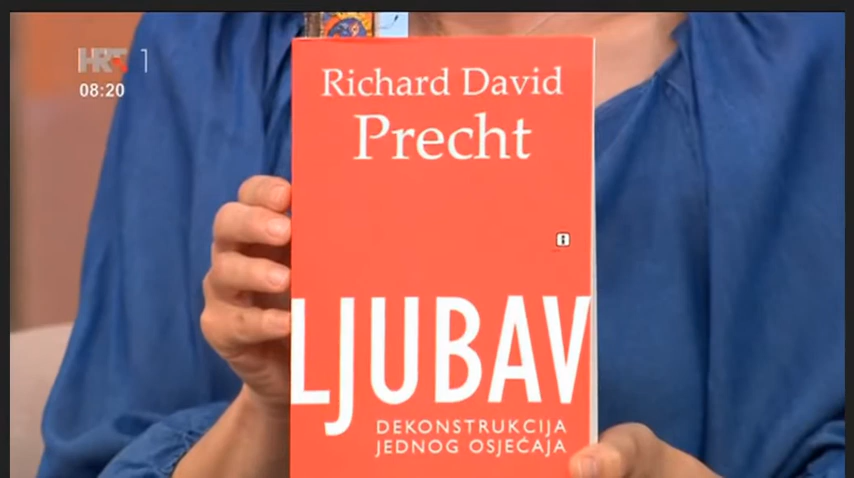 HRT 1
08:20
Richard David
Precht
i
LJUBAV
DEKONSTRUKCIJA
JEDNOG OSJEĆAJA